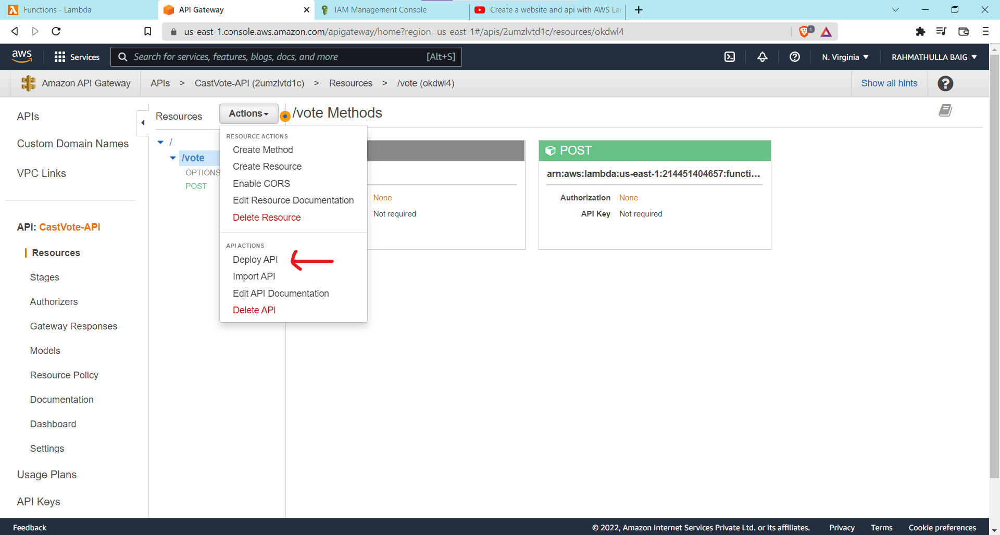 Functions - Lambda
API Gateway
IAM Management Console
Create a website and api with AWS La
us-east-1.console.aws.amazon.com/apigateway/home?region=us-east-1#/apis/2umzlvtd1c/resources/okdwl4
1
aws
Services
Search for services, features, blogs, docs, and more
[Alt+S]
N. Virginia
RAHMATHULLA BAIG
Amazon API Gateway
APIs > CastVote-API (2umzlvtd1c) > Resources > /vote (okdwl4)
Show all hints
APIs
Custom Domain Names
VPC Links
API: CastVote-API
Resources
Stages
Authorizers
Gateway Responses
Models
Resource Policy
Documentation
Dashboard
Settings
Usage Plans
API Keys
Resources
Actions
/
/vote
OPTIONS
POST
RESOURCE ACTIONS
Create Method
Create Resource
Enable CORS
Edit Resource Documentation
Delete Resource
API ACTIONS
Deploy API
Import API
Edit API Documentation
Delete API
/vote Methods
None
Not required
POST
arn:aws:lambda:us-east-1:214451404657:functi...
Authorization None
API Key Not required
Feedback
© 2022, Amazon Internet Services Private Ltd. or its affiliates.
Privacy
Terms
Cookie preferences